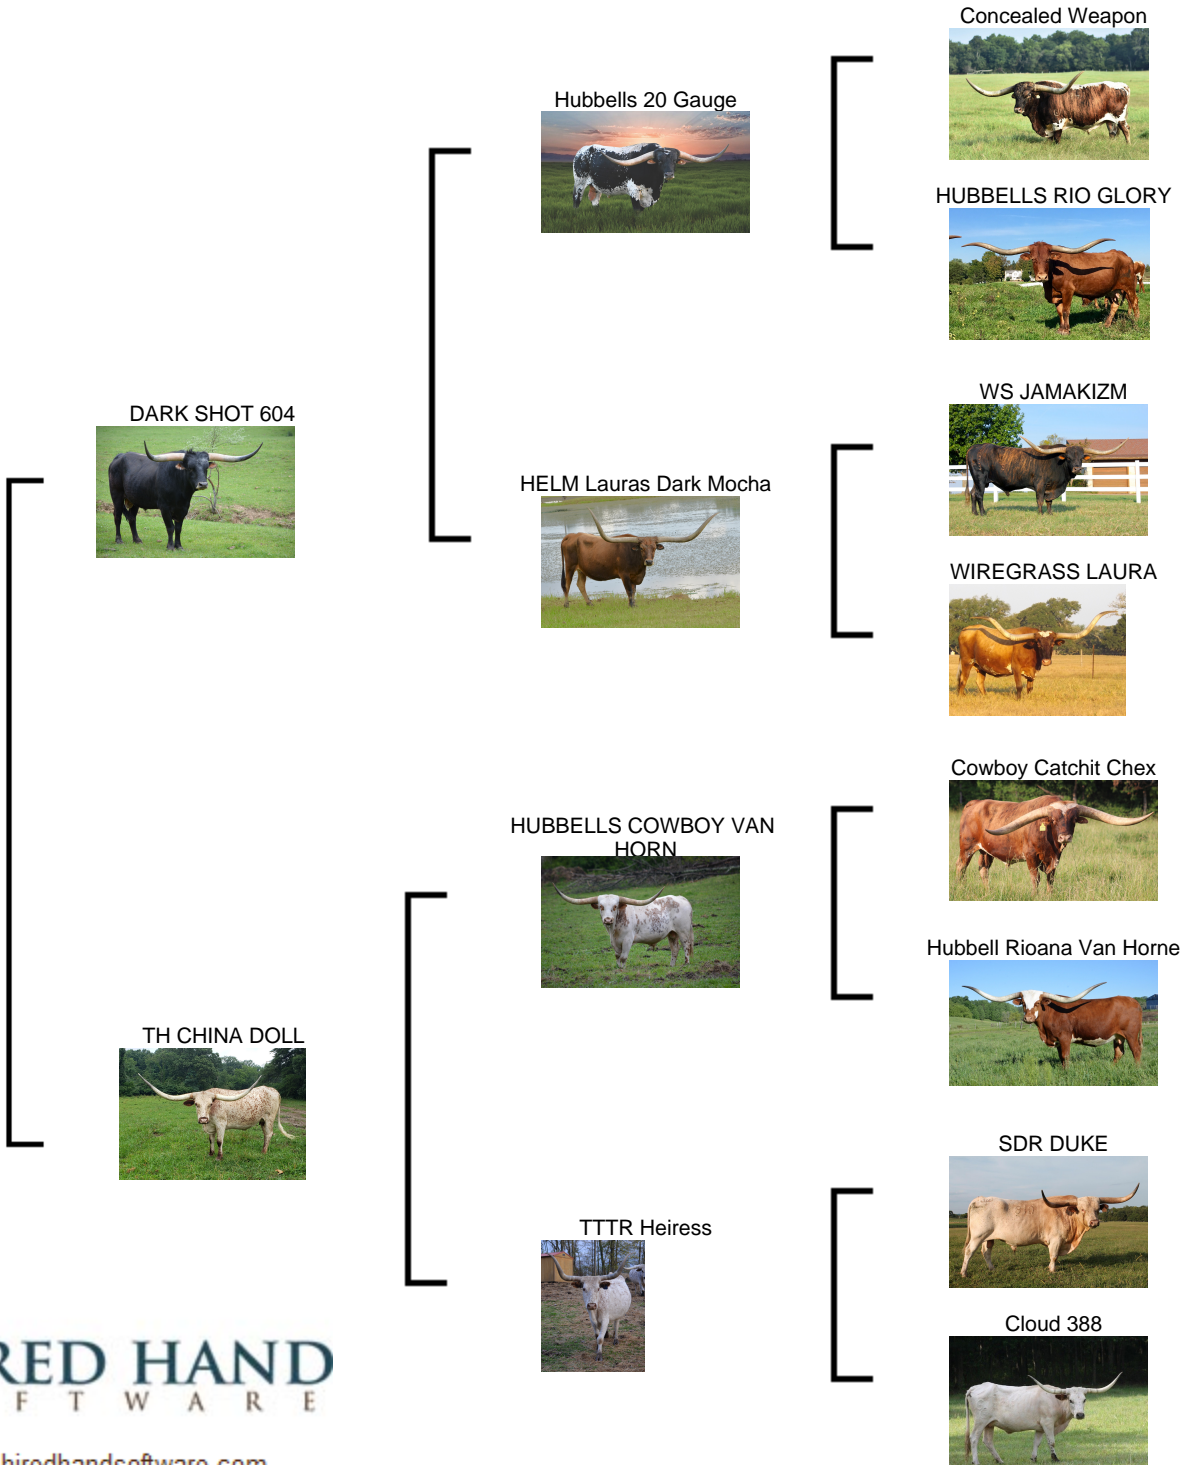 Concealed Weapon
Hubbells 20 Gauge
HUBBELLS RIO GLORY
WS JAMAKIZM
DARK SHOT 604
HELM Lauras Dark Mocha
WIREGRASS LAURA
Cowboy Catchit Chex
HUBBELLS COWBOY VAN
HORN
Hubbell Rioana Van Horne
TH CHINA DOLL
SDR DUKE
TTTR Heiress
Cloud 388
RED HAND
F T W A R E
hiredhandsoftware.com